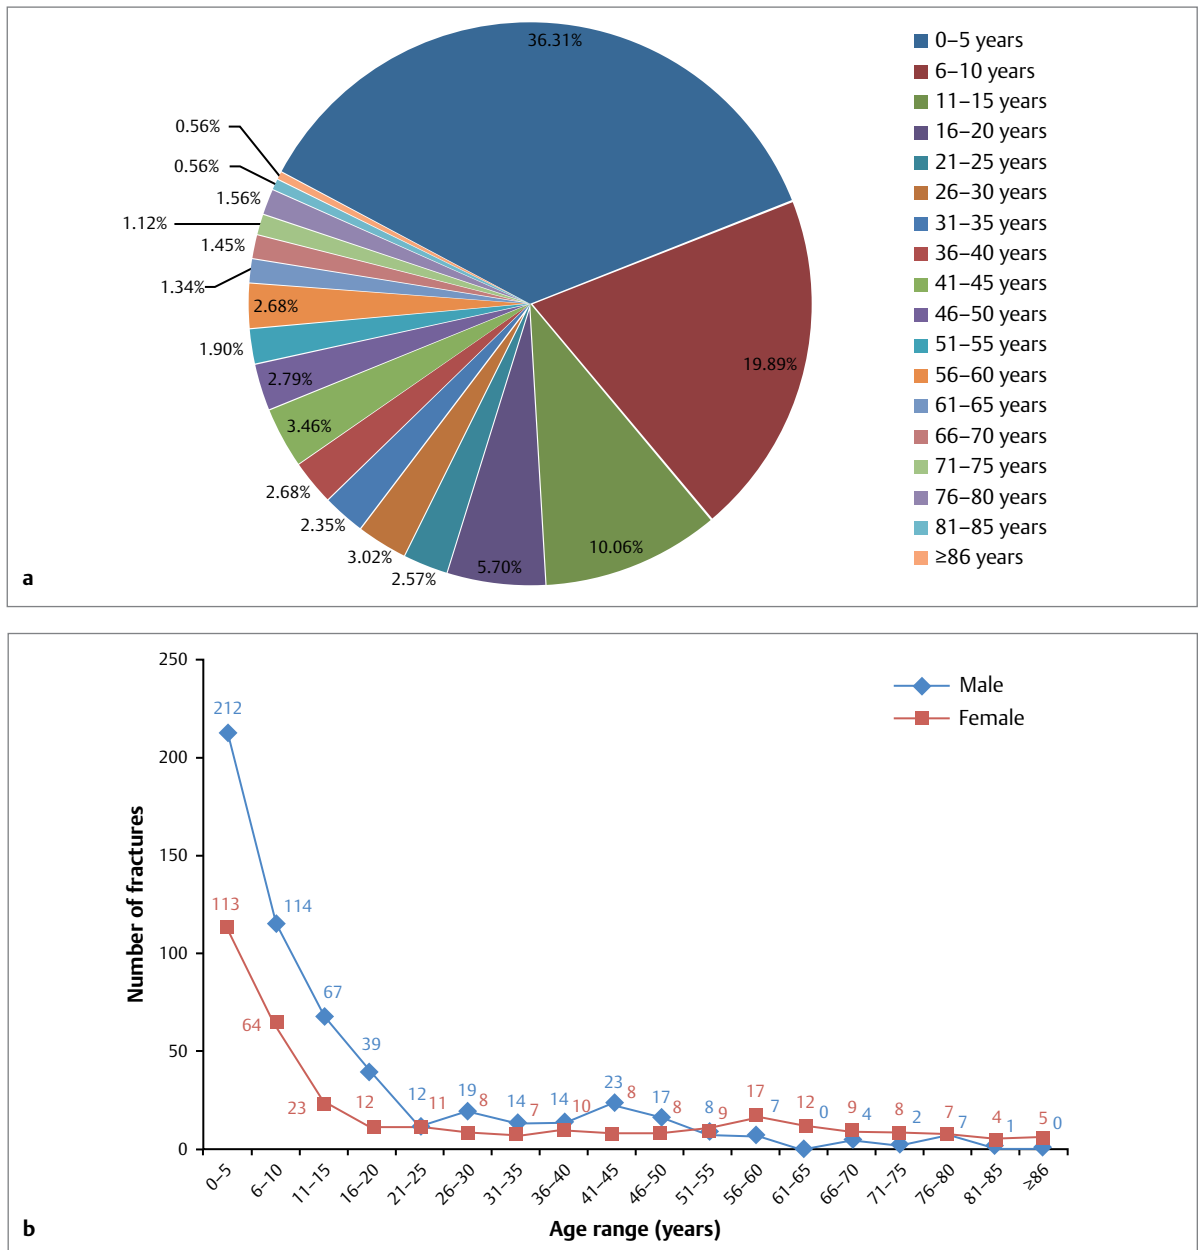 36.31%
19.89%
10.06%
5.70%
2.57%
3.02%
2.35%
2.68%
3.46%
2.79%
1.90%
2.68%
1.34%
1.45%
1.12%
1.56%
0.56%
0.56%
0–5 years
6–10 years
11–15 years
16–20 years
21–25 years
26–30 years
31–35 years
36–40 years
41–45 years
46–50 years
51–55 years
56–60 years
61–65 years
66–70 years
71–75 years
76–80 years
81–85 years
≥86 years
a
Number of fractures
250
200
150
100
50
0
Male
Female
212 114 67 39 12 19 14 14 23 17 8 7 0 4 2 7 1 0
113 64 23 12 11 8 7 10 8 8 9 17 12 9 8 7 4 5
0–5 6–10 11–15 16–20 21–25 26–30 31–35 36–40 41–45 46–50 51–55 56–60 61–65 66–70 71–75 76–80 81–85 ≥86
Age range (years)
b